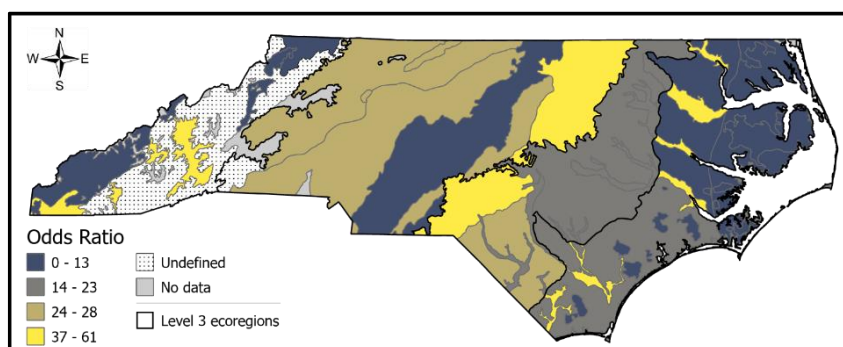 N
W E
S
Odds Ratio
0 - 13
14 - 23
24 - 28
37 - 61
Undefined
No data
Level 3 ecoregions